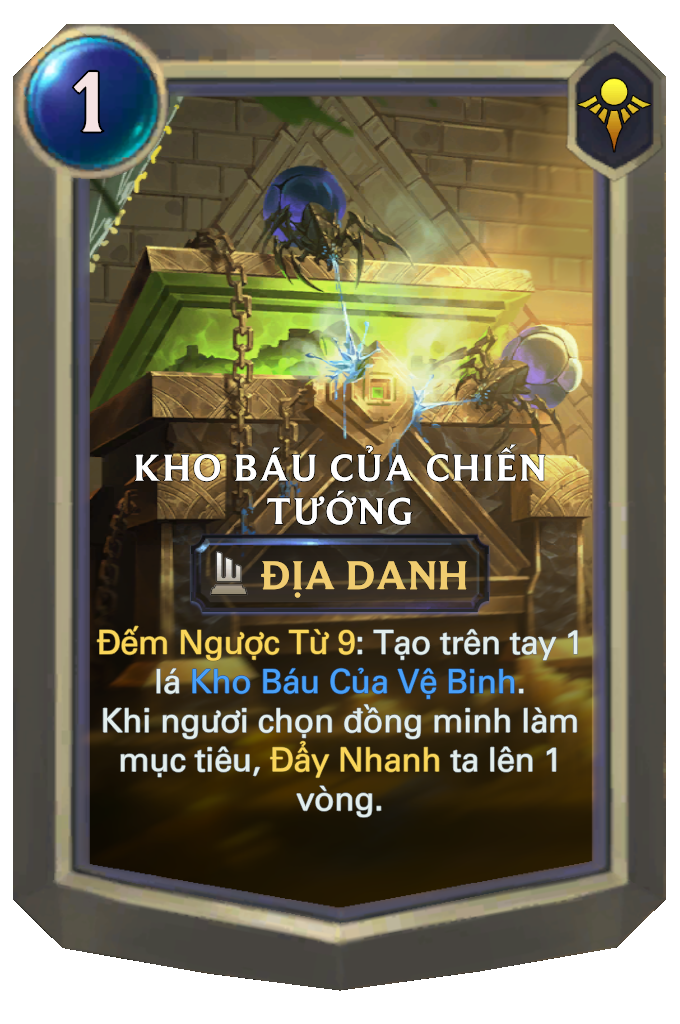 1
KHO BÁU CỦA CHIẾN
TƯỚNG
ĐỊA DANH
Đếm Ngược Từ 9: Tạo trên tay 1
lá Kho Báu Của Vệ Binh.
Khi ngươi chọn đồng minh làm
mục tiêu, Đẩy Nhanh ta lên 1
vòng.